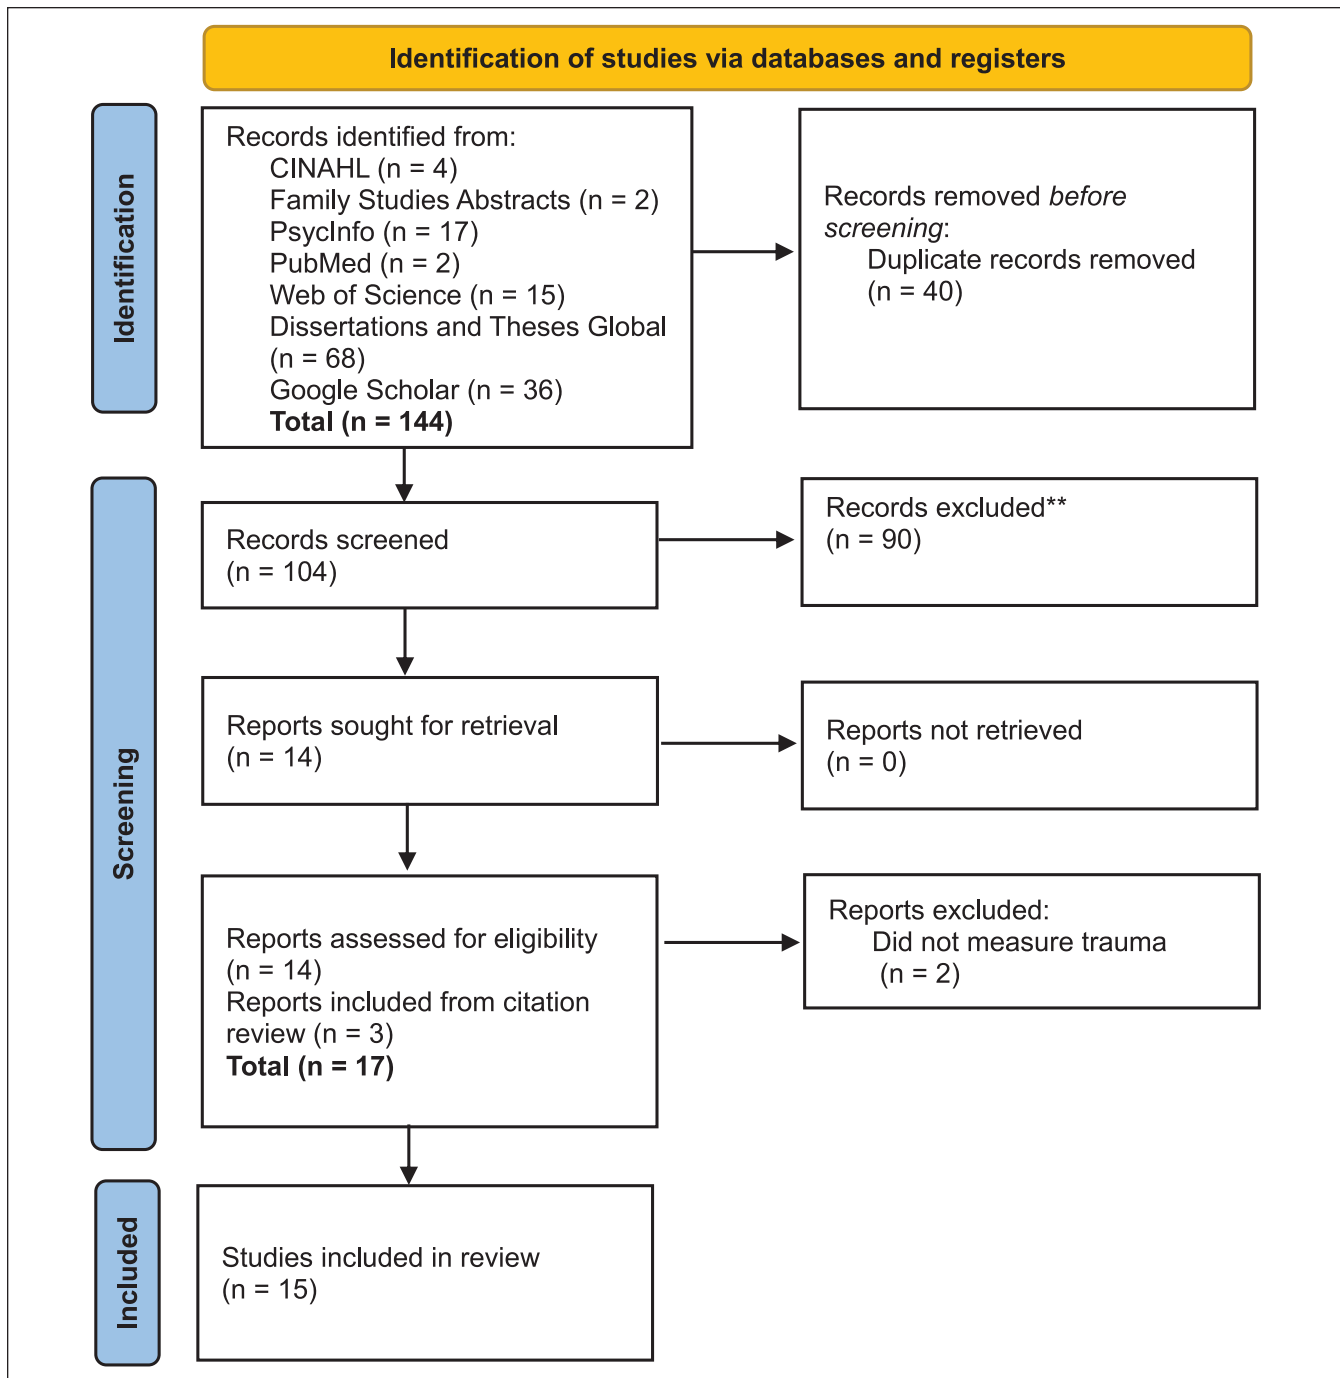 Identification of studies via databases and registers
Identification
Records identified from:
CINAHL (n = 4)
Family Studies Abstracts (n = 2)
PsycInfo (n = 17)
PubMed (n = 2)
Web of Science (n = 15)
Dissertations and Theses Global
(n = 68)
Google Scholar (n = 36)
Total (n = 144)
Records removed before
screening:
Duplicate records removed
(n = 40)
Screening
Records screened
(n = 104)
Records excluded**
(n = 90)
Reports sought for retrieval
(n = 14)
Reports not retrieved
(n = 0)
Reports assessed for eligibility
(n = 14)
Reports included from citation
review (n = 3)
Total (n = 17)
Reports excluded:
Did not measure trauma
(n = 2)
Included
Studies included in review
(n = 15)